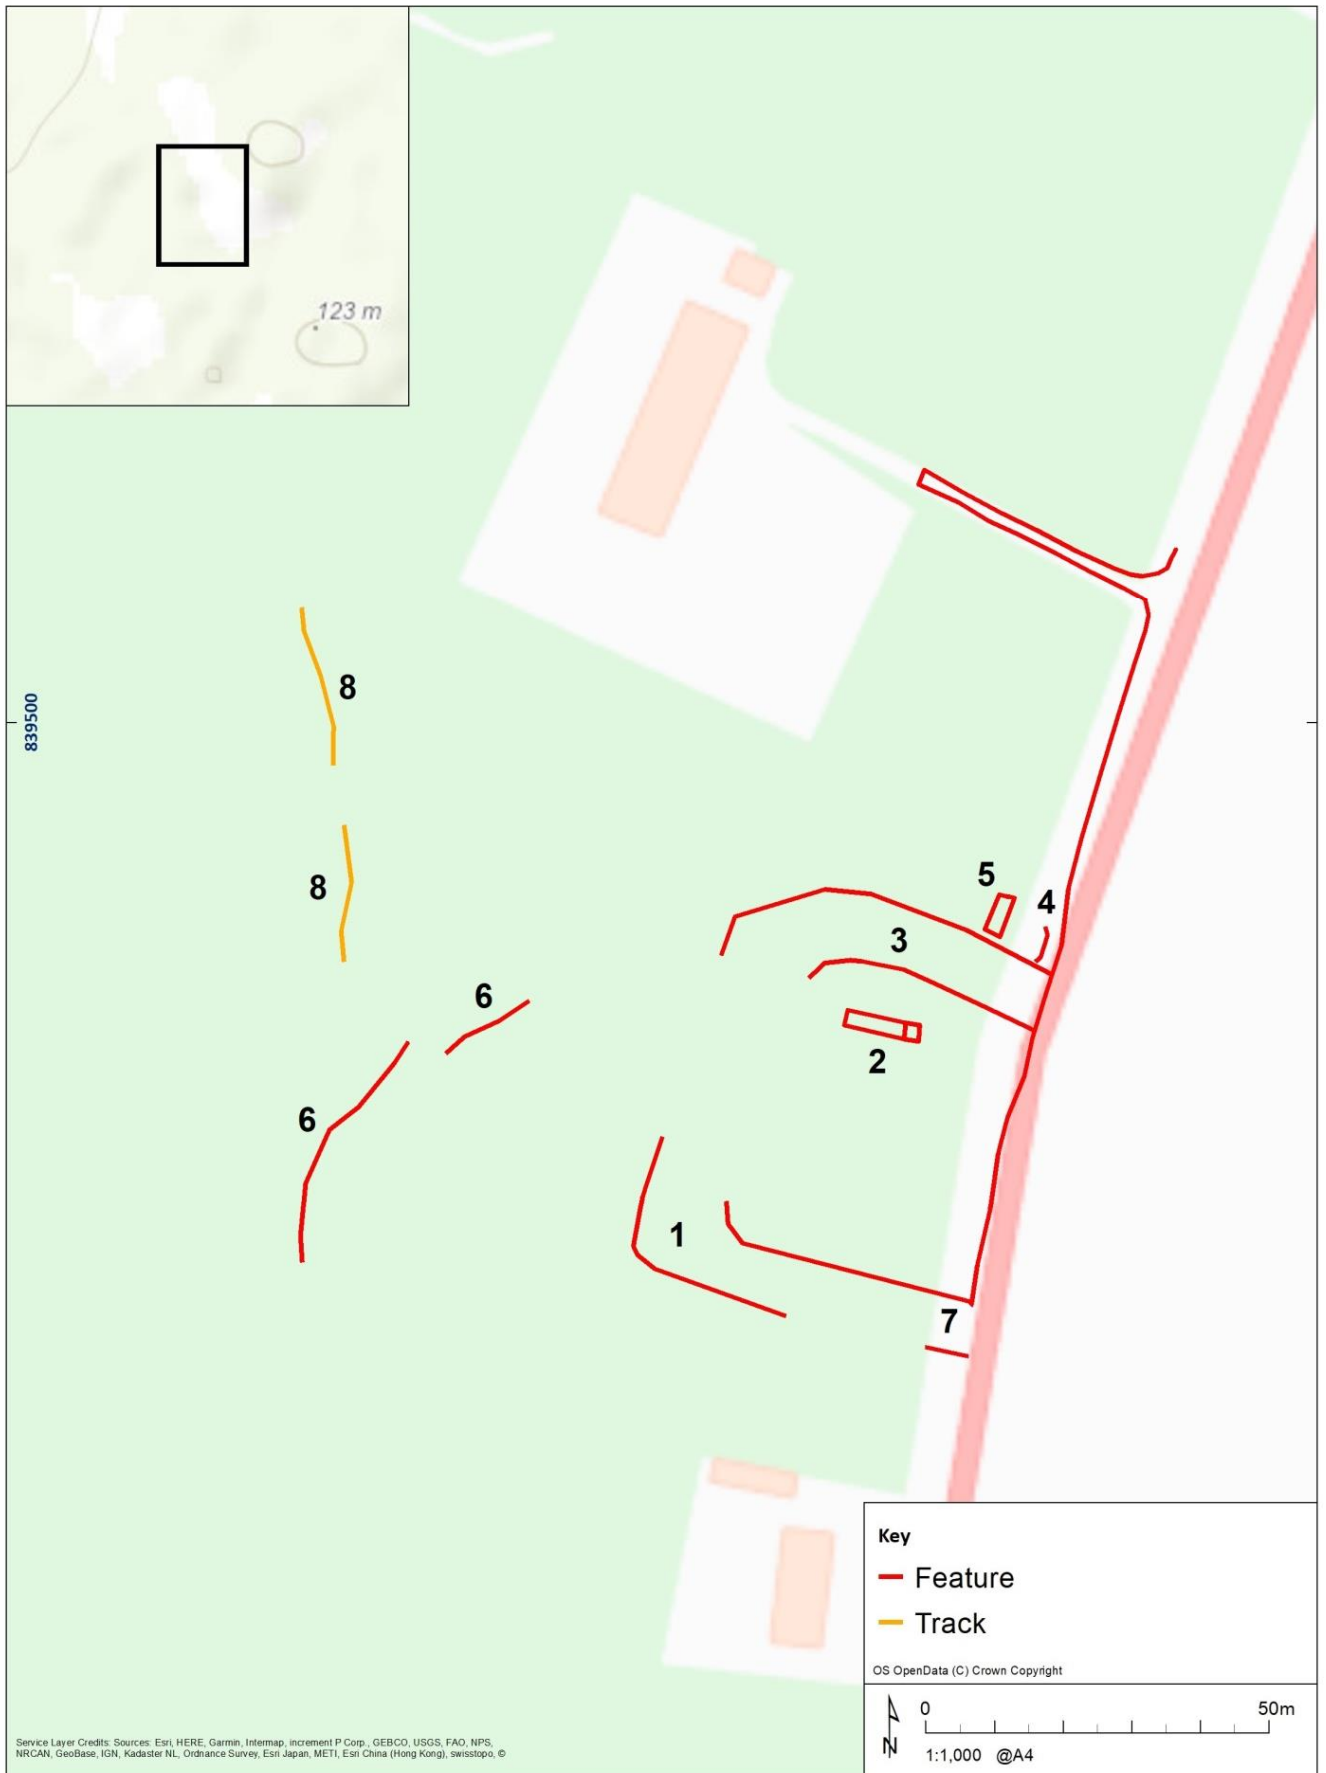 123 m
8
839500
8
5
4
3
6
2
6
1
7
Key
Feature
Track
OS OpenData (C) Crown Copyright
0 50m
N
1:1,000 @A4
Service Layer Credits: Sources: Esri, HERE, Garmin, Intermap, increment P Corp., GEBCO, USGS, FAO, NPS,
NRCAN, GeoBase, IGN, Kadaster NL, Ordnance Survey, Esri Japan, METI, Esri China (Hong Kong), swisstopo, ©